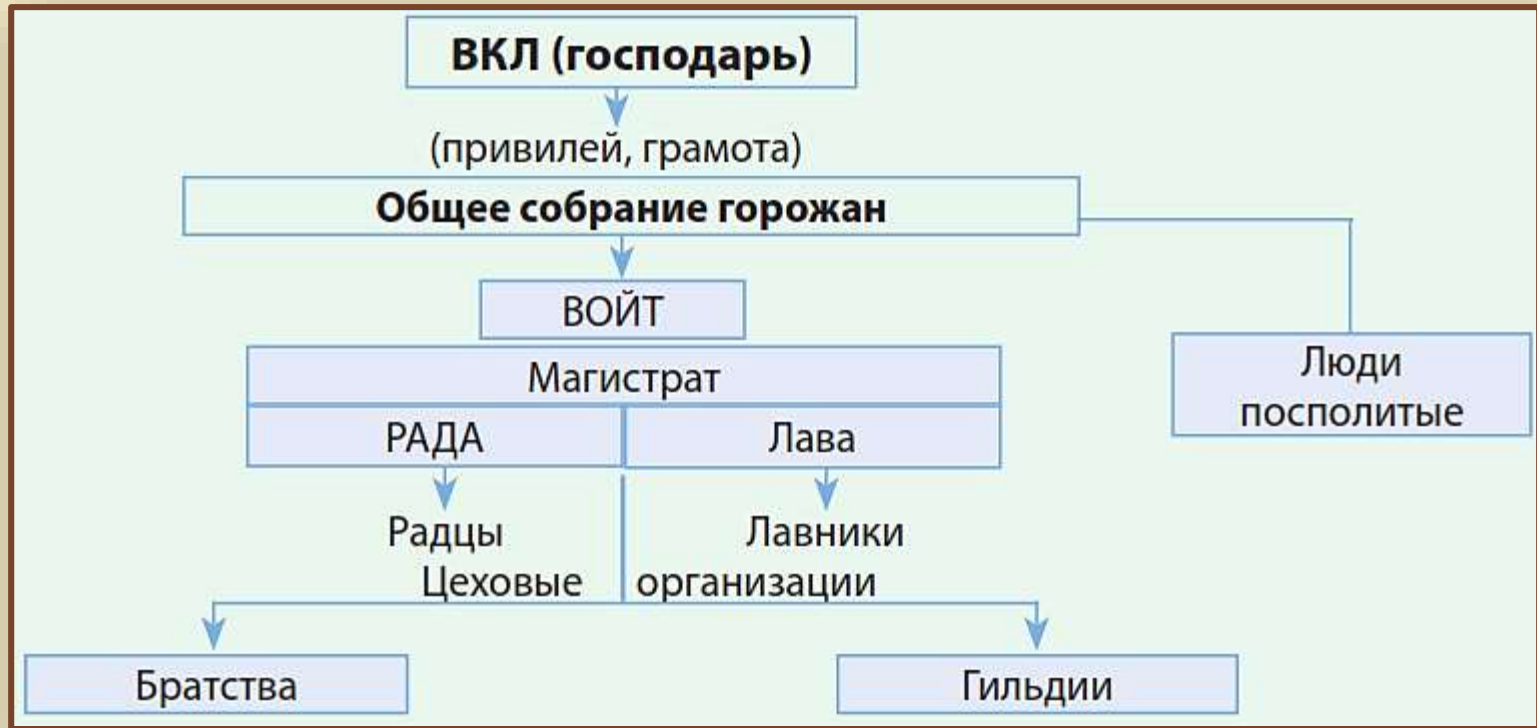 ВКЛ (господарь)
(привилей, грамота)
Общее собрание горожан
ВОЙТ
Магистрат
РАДА
Лава
Люди
посполитые
Радцы
Лавники
Цеховые организации
Братства
Гильдии